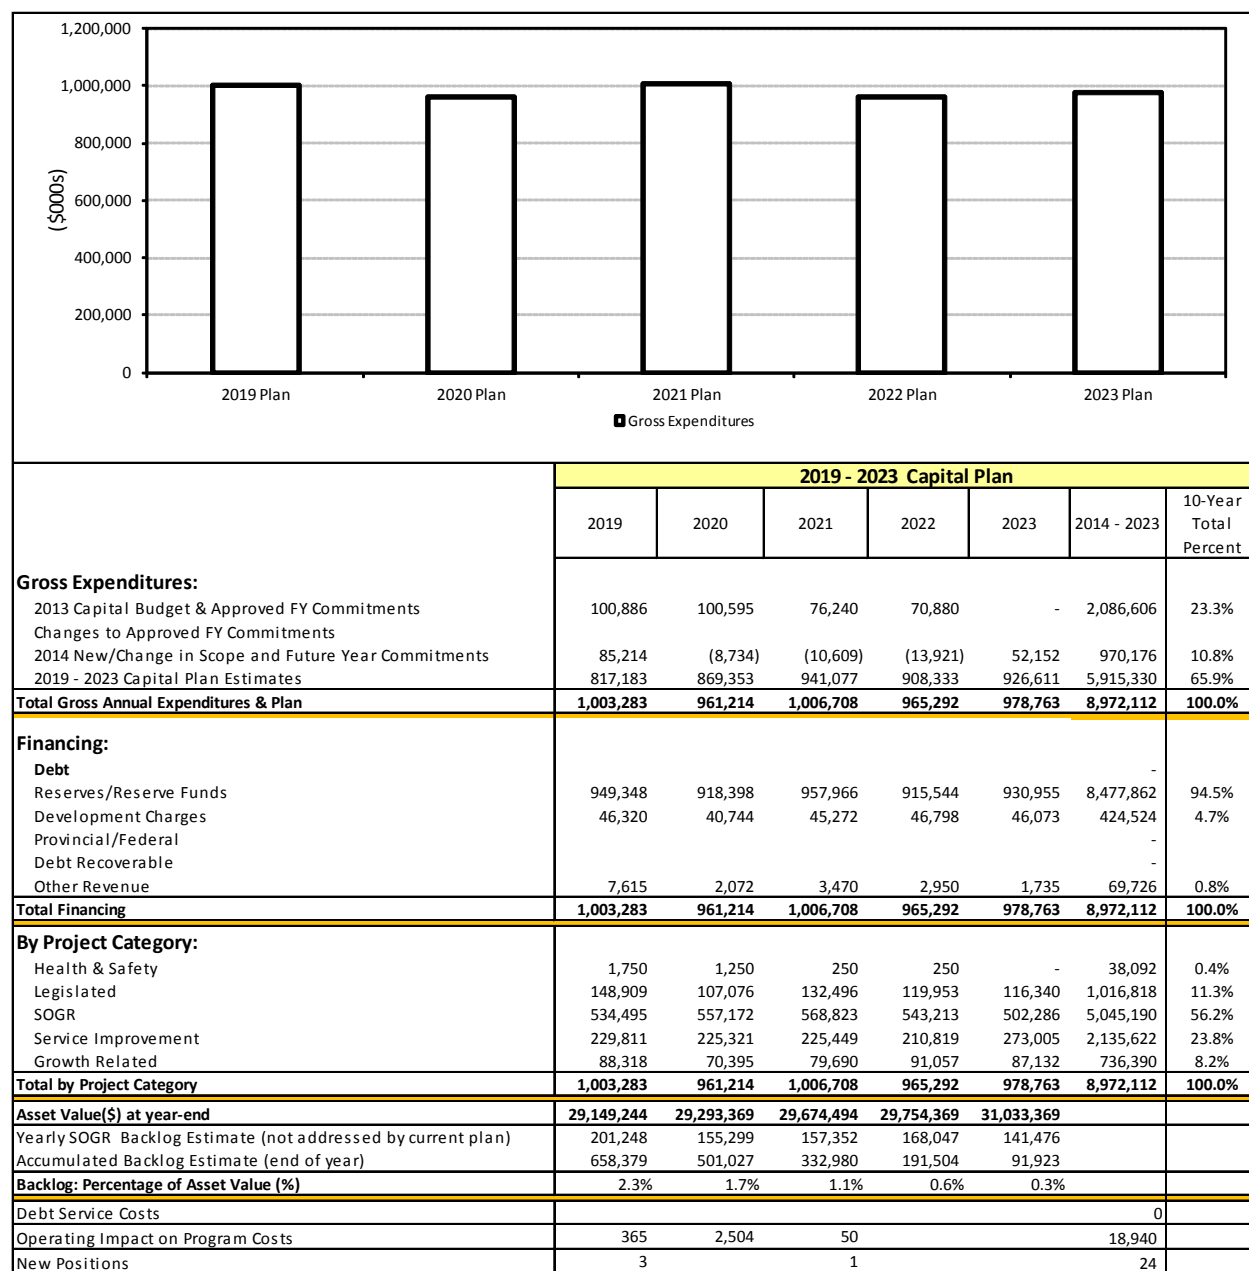 1,200,000
1,000,000
800,000
600,000
400,000
200,000
0
($000s)
2019 Plan 2020 Plan 2021 Plan 2022 Plan 2023 Plan
Gross Expenditures
2019 - 2023 Capital Plan
2019 2020 2021 2022 2023 2014 - 2023 10-Year Total Percent
Gross Expenditures:
2013 Capital Budget & Approved FY Commitments 100,886 100,595 76,240 70,880 - 2,086,606 23.3%
Changes to Approved FY Commitments
2014 New/Change in Scope and Future Year Commitments 85,214 (8,734) (10,609) (13,921) 52,152 970,176 10.8%
2019 - 2023 Capital Plan Estimates 817,183 869,353 941,077 908,333 926,611 5,915,330 65.9%
Total Gross Annual Expenditures & Plan 1,003,283 961,214 1,006,708 965,292 978,763 8,972,112 100.0%
Financing:
Debt -
Reserves/Reserve Funds 949,348 918,398 957,966 915,544 930,955 8,477,862 94.5%
Development Charges 46,320 40,744 45,272 46,798 46,073 424,524 4.7%
Provincial/Federal -
Debt Recoverable -
Other Revenue 7,615 2,072 3,470 2,950 1,735 69,726 0.8%
Total Financing 1,003,283 961,214 1,006,708 965,292 978,763 8,972,112 100.0%
By Project Category:
Health & Safety 1,750 1,250 250 250 - 38,092 0.4%
Legislated 148,909 107,076 132,496 119,953 116,340 1,016,818 11.3%
SOGR 534,495 557,172 568,823 543,213 502,286 5,045,190 56.2%
Service Improvement 229,811 225,321 225,449 210,819 273,005 2,135,622 23.8%
Growth Related 88,318 70,395 79,690 91,057 87,132 736,390 8.2%
Total by Project Category 1,003,283 961,214 1,006,708 965,292 978,763 8,972,112 100.0%
Asset Value($) at year-end 29,149,244 29,293,369 29,674,494 29,754,369 31,033,369
Yearly SOGR Backlog Estimate (not addressed by current plan) 201,248 155,299 157,352 168,047 141,476
Accumulated Backlog Estimate (end of year) 658,379 501,027 332,980 191,504 91,923
Backlog: Percentage of Asset Value (%) 2.3% 1.7% 1.1% 0.6% 0.3%
Debt Service Costs 0
Operating Impact on Program Costs 365 2,504 50 18,940
New Positions 3 1 24